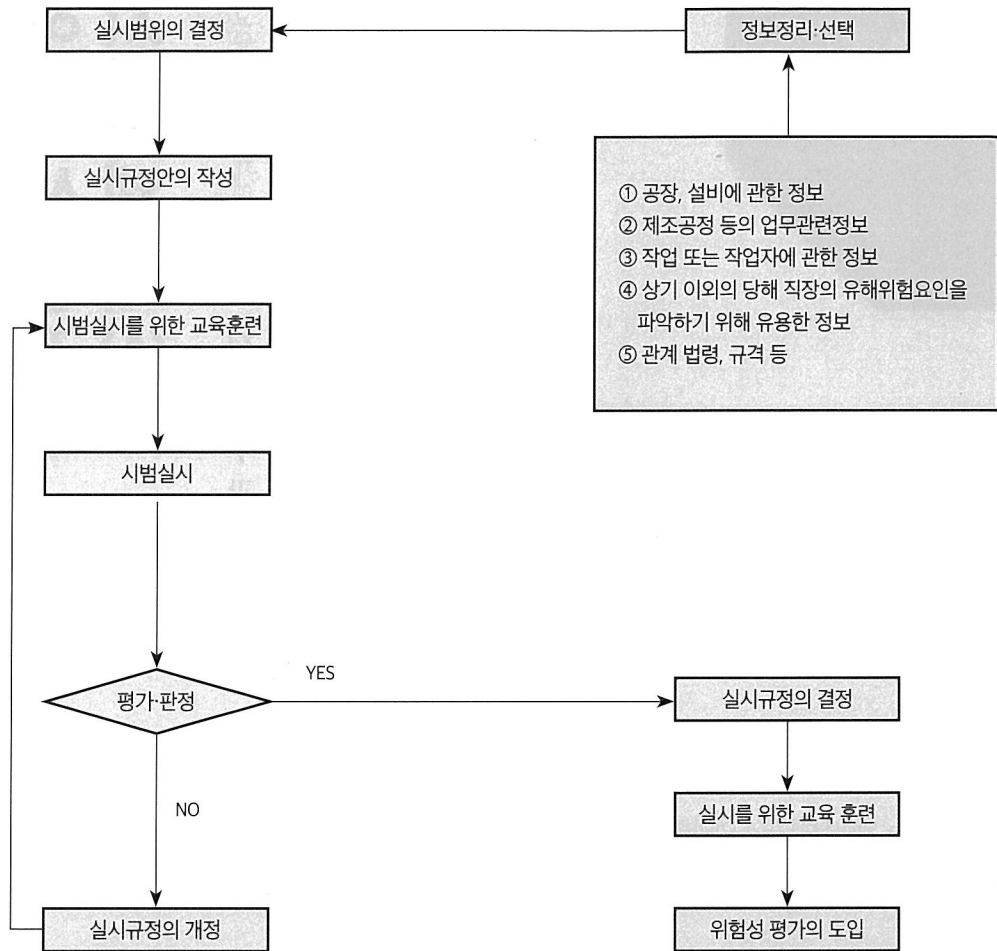 실시범위의 결정
정보정리·선택
실시규정안의 작성
① 공장, 설비에 관한 정보
② 제조공정 등의 업무관련정보
③ 작업 또는 작업자에 관한 정보
④ 상기 이외의 당해 직장의 유해위험요인을
파악하기 위해 유용한 정보
⑤ 관계 법령, 규격 등
시범실시를 위한 교육훈련
시범실시
평가·판정
YES
실시규정의 결정
NO
실시를 위한 교육 훈련
실시규정의 개정
위험성 평가의 도입